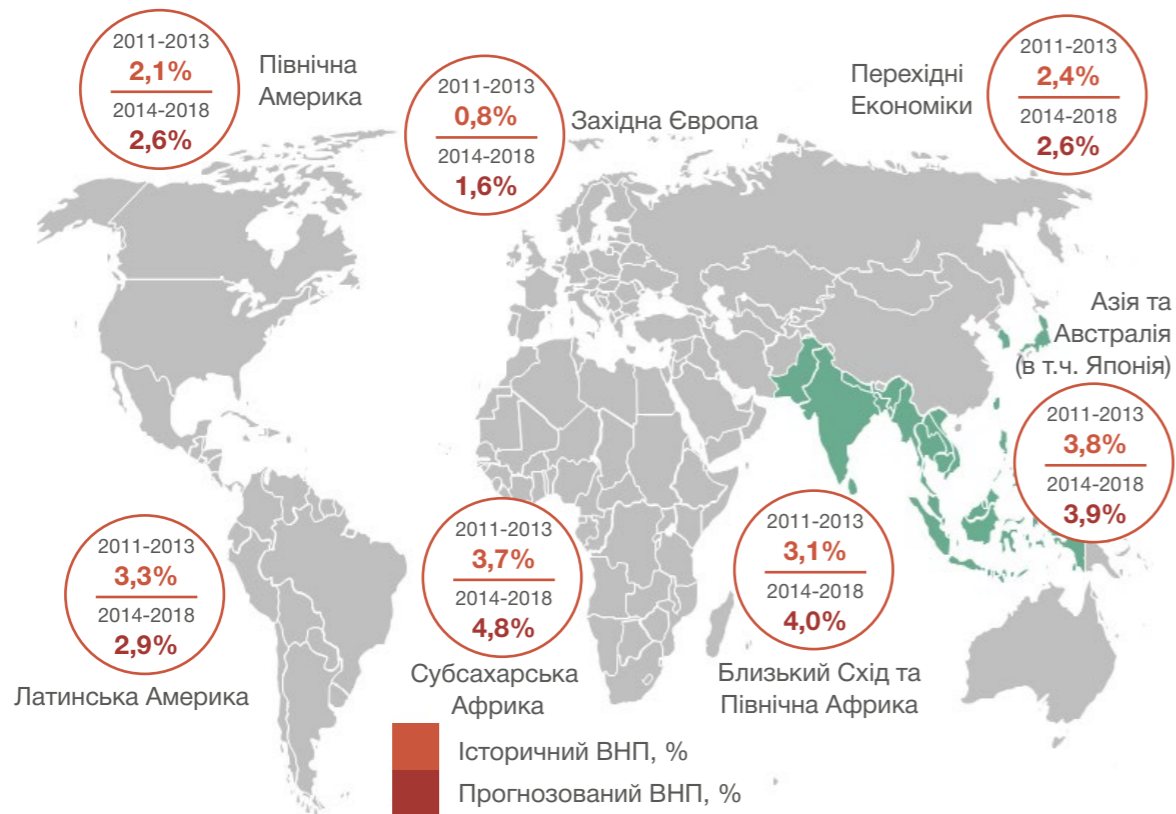 2011-2013
2,1%
2014-2018
2,6%
Північна
Америка
2011-2013
0,8%
2014-2018
1,6%
Західна Європа
Перехідні
Економіки
2011-2013
2,4%
2014-2018
2,6%
Азія та
Австралія
(в т.ч. Японія)
2011-2013
3,8%
2014-2018
3,9%
2011-2013
3,3%
2014-2018
2,9%
Латинська Америка
2011-2013
3,7%
2014-2018
4,8%
Субсахарська
Африка
2011-2013
3,1%
2014-2018
4,0%
Близький Схід та
Північна Африка
Історичний ВНП, %
Прогнозований ВНП, %